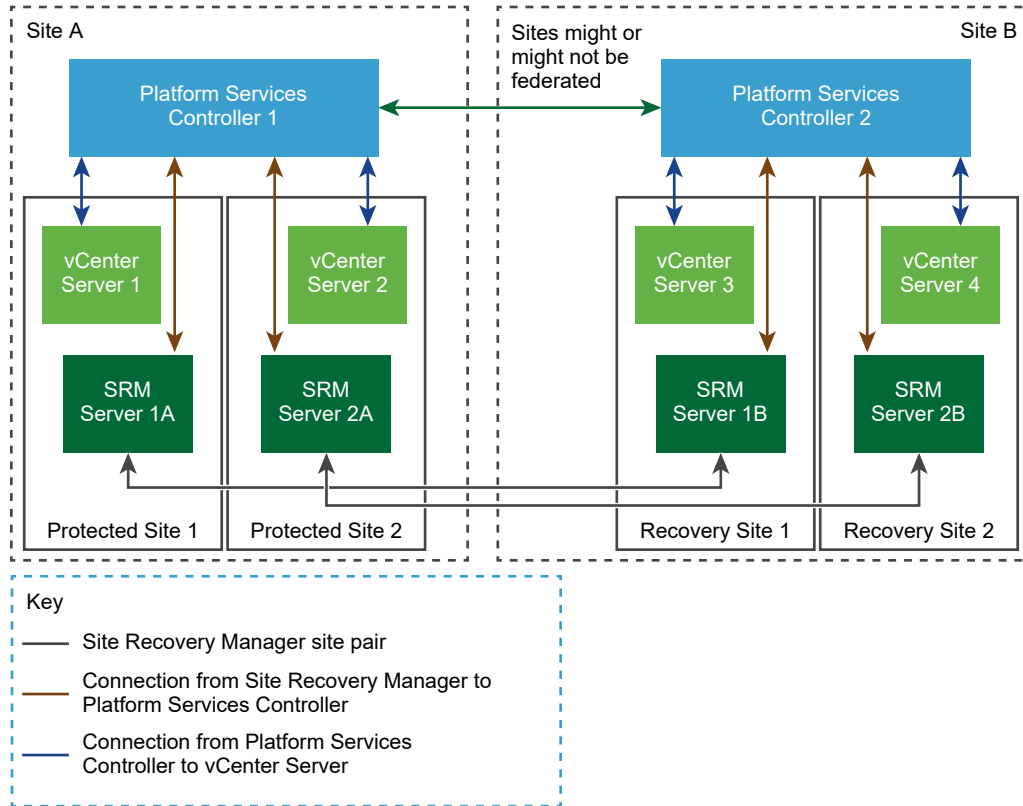 Site A
Sites might or
might not be
federated
Site B
Platform Services
Controller 1
Platform Services
Controller 2
vCenter
Server 1
vCenter
Server 2
vCenter
Server 3
vCenter
Server 4
SRM
Server 1A
SRM
Server 2A
SRM
Server 1B
SRM
Server 2B
Protected Site 1
Protected Site 2
Recovery Site 1
Recovery Site 2
Key
Site Recovery Manager site pair
Connection from Site Recovery Manager to
Platform Services Controller
Connection from Platform Services
Controller to vCenter Server